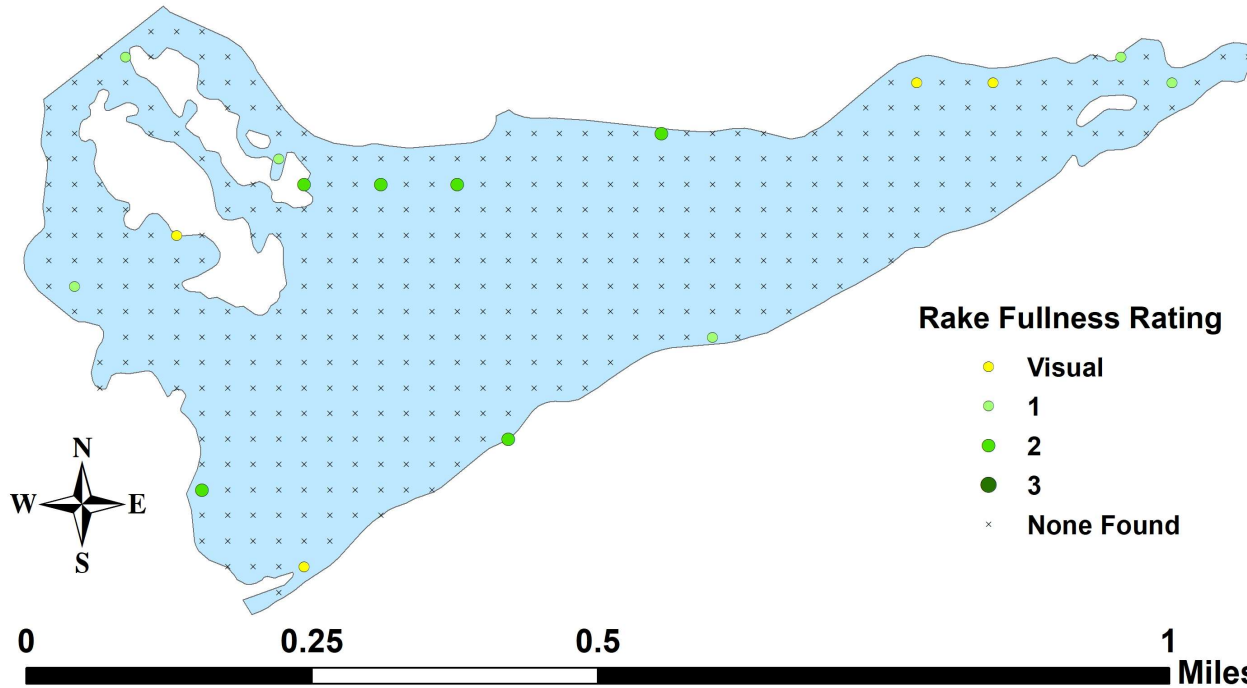 Rake Fullness Rating
Visual
1
2
3
None Found
N
W E
S
0 0.25 0.5 1
Miles